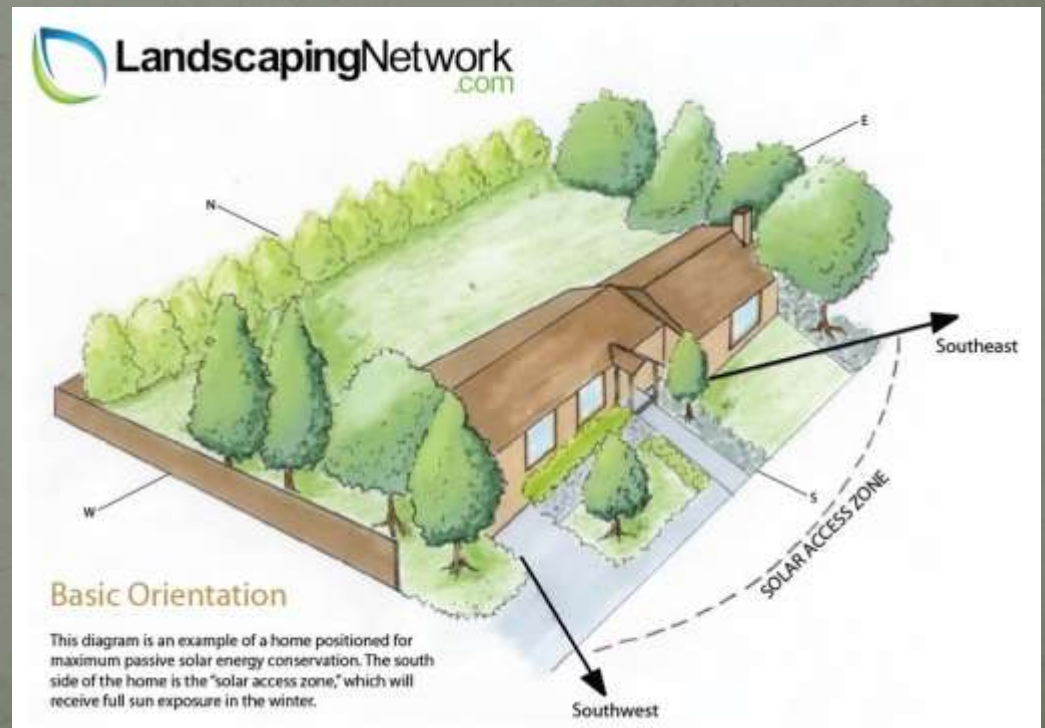 LandscapingNetwork
.com
E
N
Southeast
S
W
SOLAR ACCESS ZONE
Basic Orientation
This diagram is an example of a home positioned for
maximum passive solar energy conservation. The south
side of the home is the "solar access zone," which will
receive full sun exposure in the winter.
Southwest